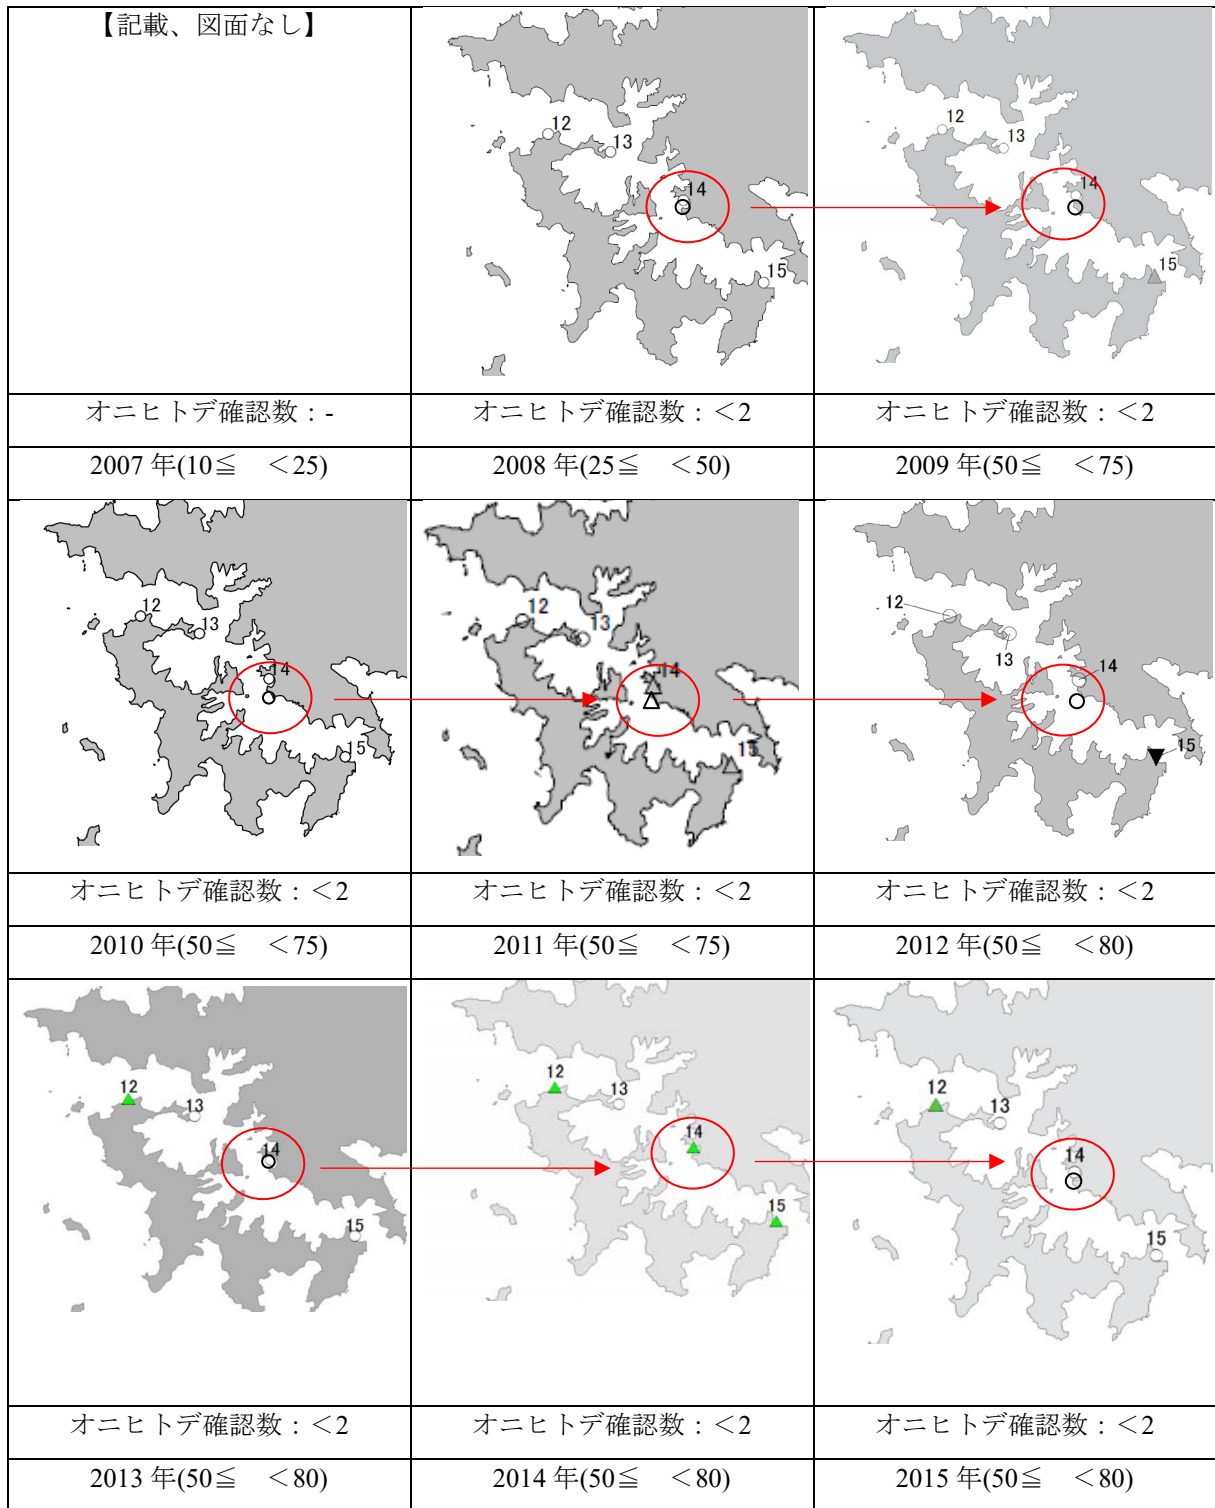 【記載、図面なし】
12
13
14
15
12
13
14
15
オニヒトデ確認数：-
オニヒトデ確認数：＜2
オニヒトデ確認数：＜2
2007 年(10≦　＜25)
2008 年(25≦　＜50)
2009 年(50≦　＜75)
12
13
14
15
12
13
14
15
12
13
14
15
オニヒトデ確認数：＜2
オニヒトデ確認数：＜2
オニヒトデ確認数：＜2
2010 年(50≦　＜75)
2011 年(50≦　＜75)
2012 年(50≦　＜80)
12
13
14
15
12
13
14
15
12
13
14
15
オニヒトデ確認数：＜2
オニヒトデ確認数：＜2
オニヒトデ確認数：＜2
2013 年(50≦　＜80)
2014 年(50≦　＜80)
2015 年(50≦　＜80)